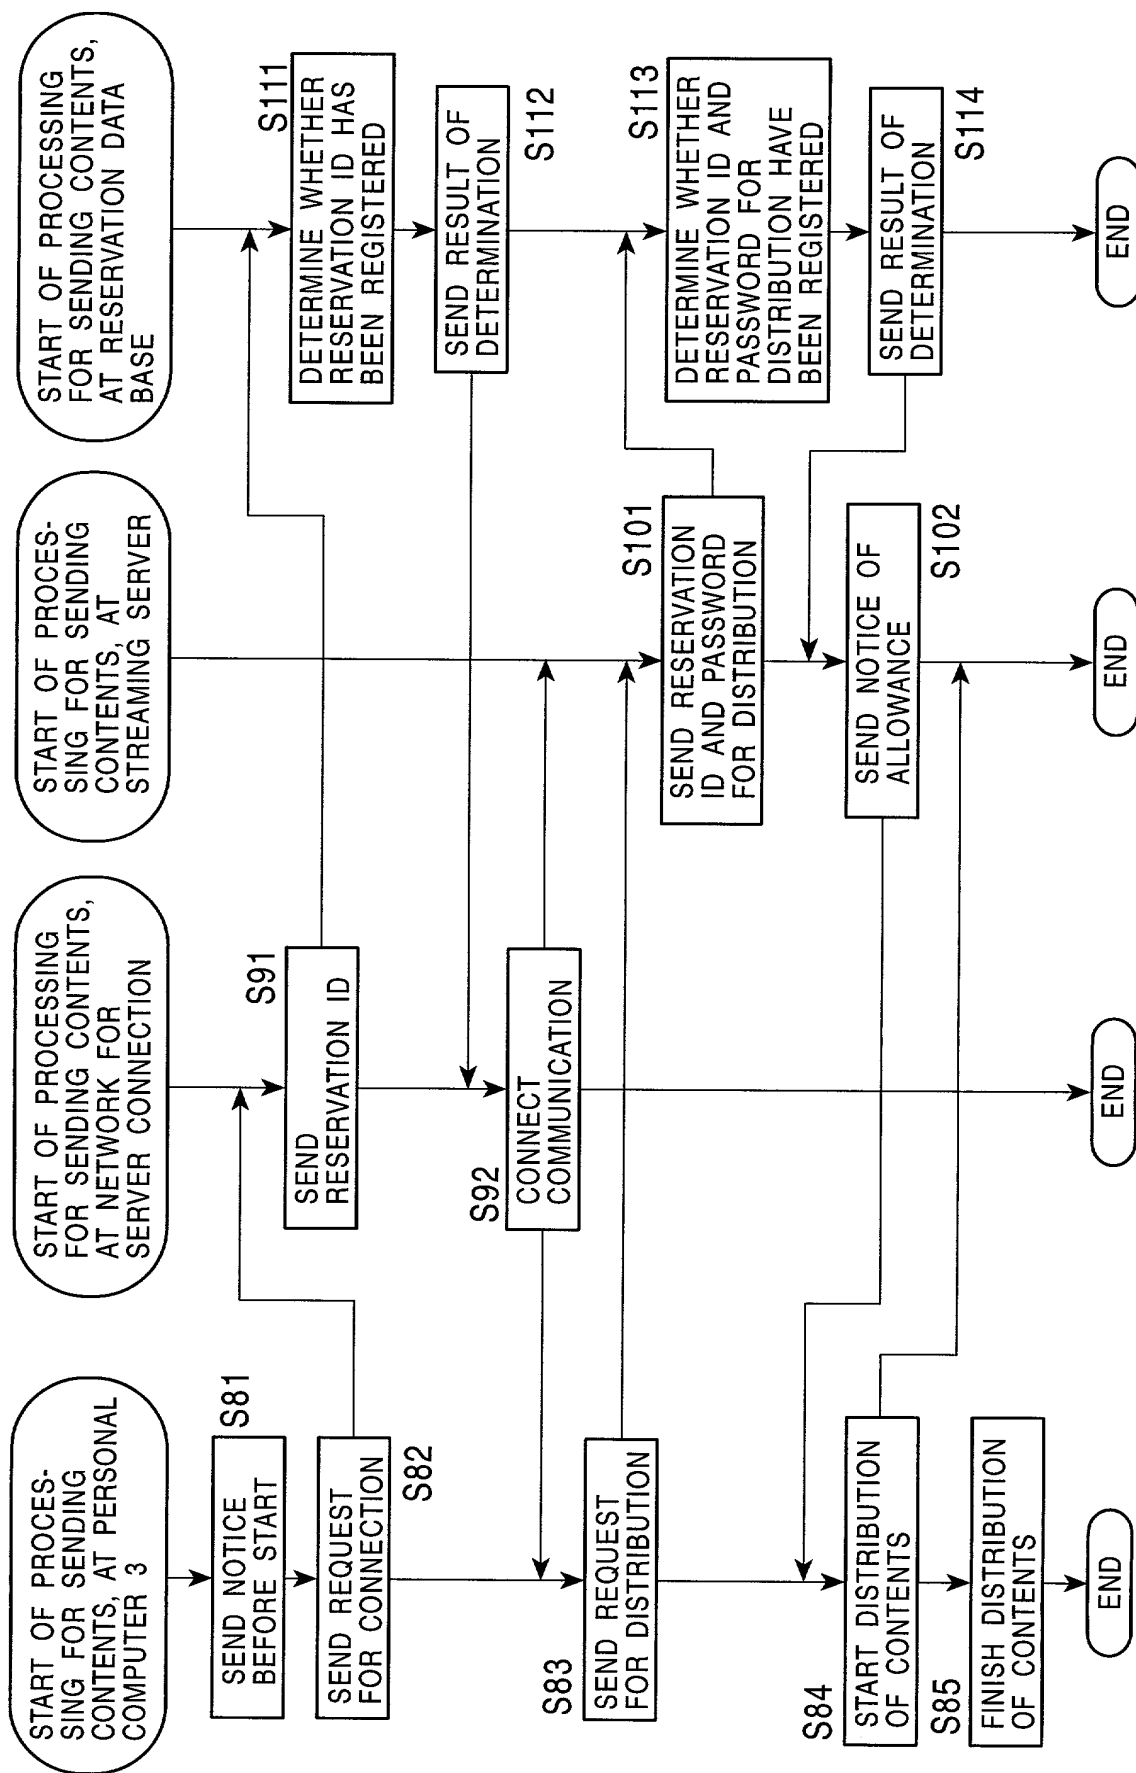 START OF PROCES-
SING FOR SENDING
CONTENTS, AT PERSONAL
COMPUTER 3
S81
SEND NOTICE
BEFORE START
SEND REQUEST
FOR CONNECTION
S82
S83
SEND REQUEST
FOR DISTRIBUTION
S84
START DISTRIBUTION
OF CONTENTS
S85
FINISH DISTRIBUTION
OF CONTENTS
END
START OF PROCESSING
FOR SENDING CONTENTS,
AT NETWORK FOR
SERVER CONNECTION
S91
SEND
RESERVATION ID
S92
CONNECT
COMMUNICATION
END
START OF PROCES-
SING FOR SENDING
CONTENTS, AT
STREAMING SERVER
S101
SEND RESERVATION
ID AND PASSWORD
FOR DISTRIBUTION
SEND NOTICE OF
ALLOWANCE
S102
END
START OF PROCESSING
FOR SENDING CONTENTS,
AT RESERVATION DATA
BASE
S111
DETERMINE WHETHER
RESERVATION ID HAS
BEEN REGISTERED
SEND RESULT OF
DETERMINATION
S112
S113
DETERMINE WHETHER
RESERVATION ID AND
PASSWORD FOR
DISTRIBUTION HAVE
BEEN REGISTERED
SEND RESULT OF
DETERMINATION
S114
END